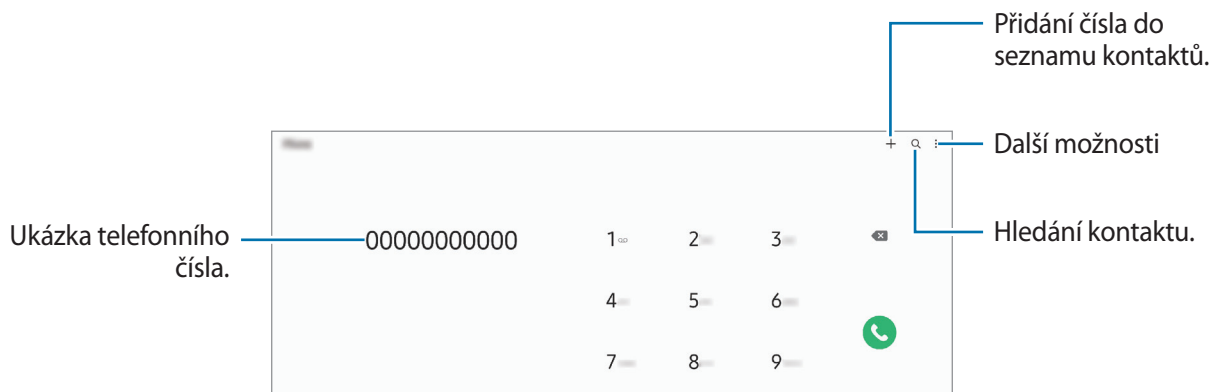 Přidání čísla do
seznamu kontaktů.
Další možnosti
Ukázka telefonního
čísla.
00000000000
1 2 3
Hledání kontaktu.
4 5 6
7 8 9